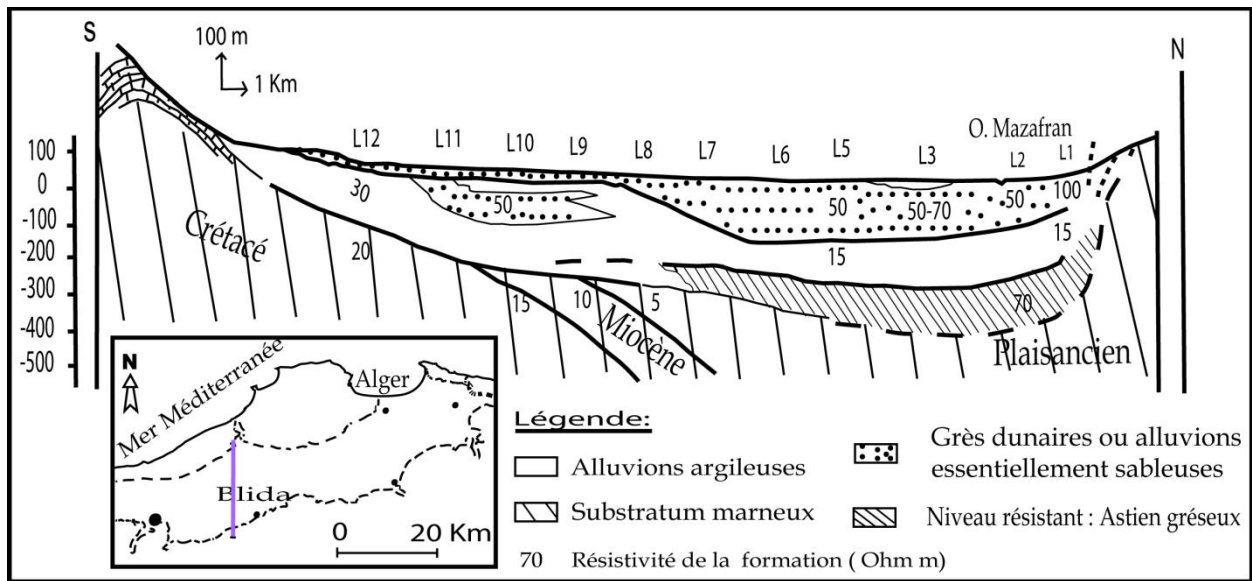 S
N
100 m
1 Km
O. Mazafran
L12 L11 L10 L9 L8 L7 L6 L5 L3 L2 L1
100
0
-100
-200
-300
-400
-500
30
50
50
50-70
50
100
15
15
20
15
10
5
70
Crétacé
Miocène
Plaisancien
N
Mer Méditerranée
Alger
Blida
0 20 Km
Légende:
Alluvions argileuses
Substratum marneux
70 Résistivité de la formation ( Ohm m)
Grès dunaires ou alluvions
essentiellement sableuses
Niveau résistant : Astien gréseux